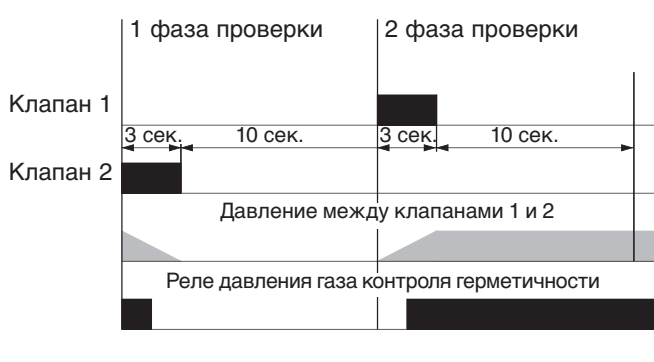 1 фаза проверки 2 фаза проверки
Клапан 1
3 сек. 10 сек. 3 сек. 10 сек.
Клапан 2
Давление между клапанами 1 и 2
Реле давления газа контроля герметичности